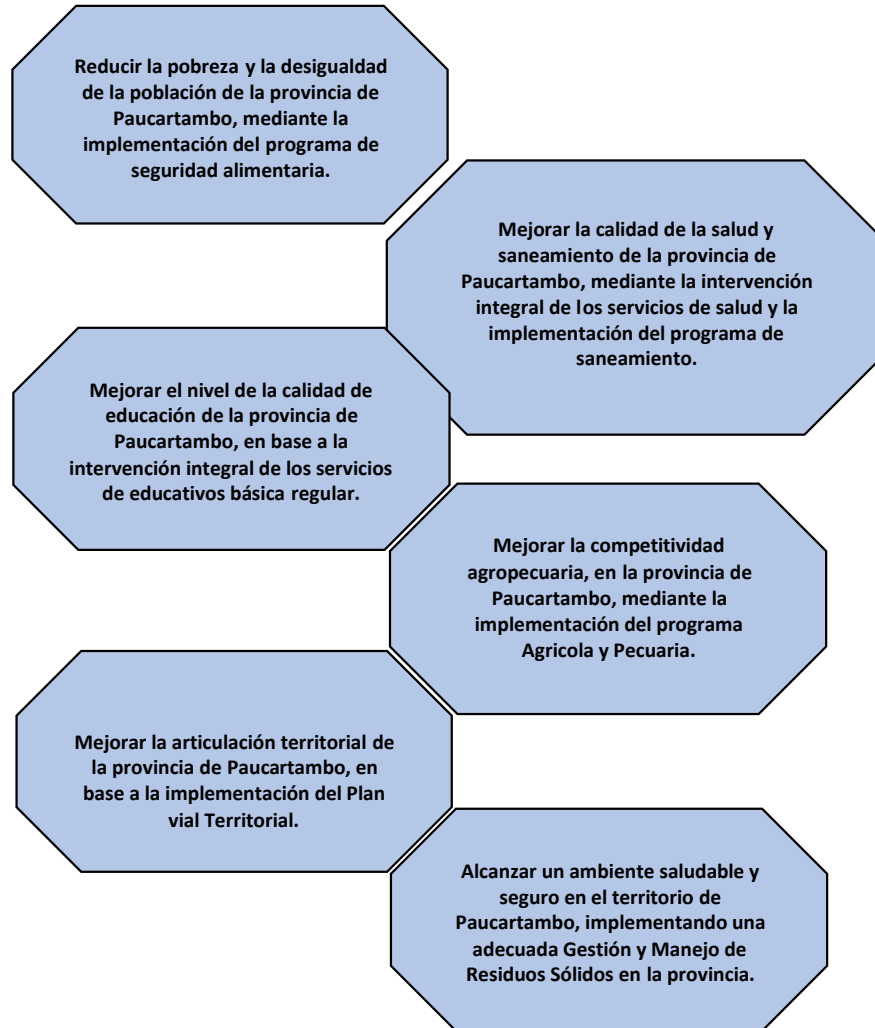 Reducir la pobreza y la desigualdad
de la población de la provincia de
Paucartambo, mediante la
implementación del programa de
seguridad alimentaria.
Mejorar la calidad de la salud y
saneamiento de la provincia de
Paucartambo, mediante la intervención
integral de los servicios de salud y la
implementación del programa de
saneamiento.
Mejorar el nivel de la calidad de
educación de la provincia de
Paucartambo, en base a la
intervención integral de los servicios
de educativos básica regular.
Mejorar la competitividad
agropecuaria, en la provincia de
Paucartambo, mediante la
implementación del programa
Agricola y Pecuaria.
Mejorar la articulación territorial de
la provincia de Paucartambo, en
base a la implementación del Plan
vial Territorial.
Alcanzar un ambiente saludable y
seguro en el territorio de
Paucartambo, implementando una
adecuada Gestión y Manejo de
Residuos Sólidos en la provincia.